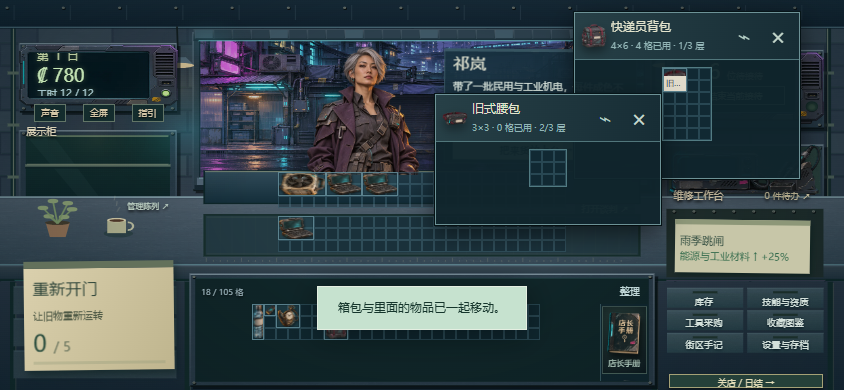 第 1 日
₡ 780
工时 12 / 12
声音
全屏
指引
展示柜
管理陈列 ↗
祁岚
带了一批民用与工业机电,
快递员背包
4×6 · 4 格已用 · 1/3 层
旧...
旧式腰包
3×3 · 0 格已用 · 2/3 层
维修工作台
0 件待办 ↗
雨季跳闸
能源与工业材料 ↑ +25%
重新开门
让旧物重新运转
0 / 5
18 / 105 格
整理
箱包与里面的物品已一起移动。
店长
手册
店长手册
库存
技能与资质
工具采购
收藏图鉴
街区手记
设置与存档
关店 / 日结 →